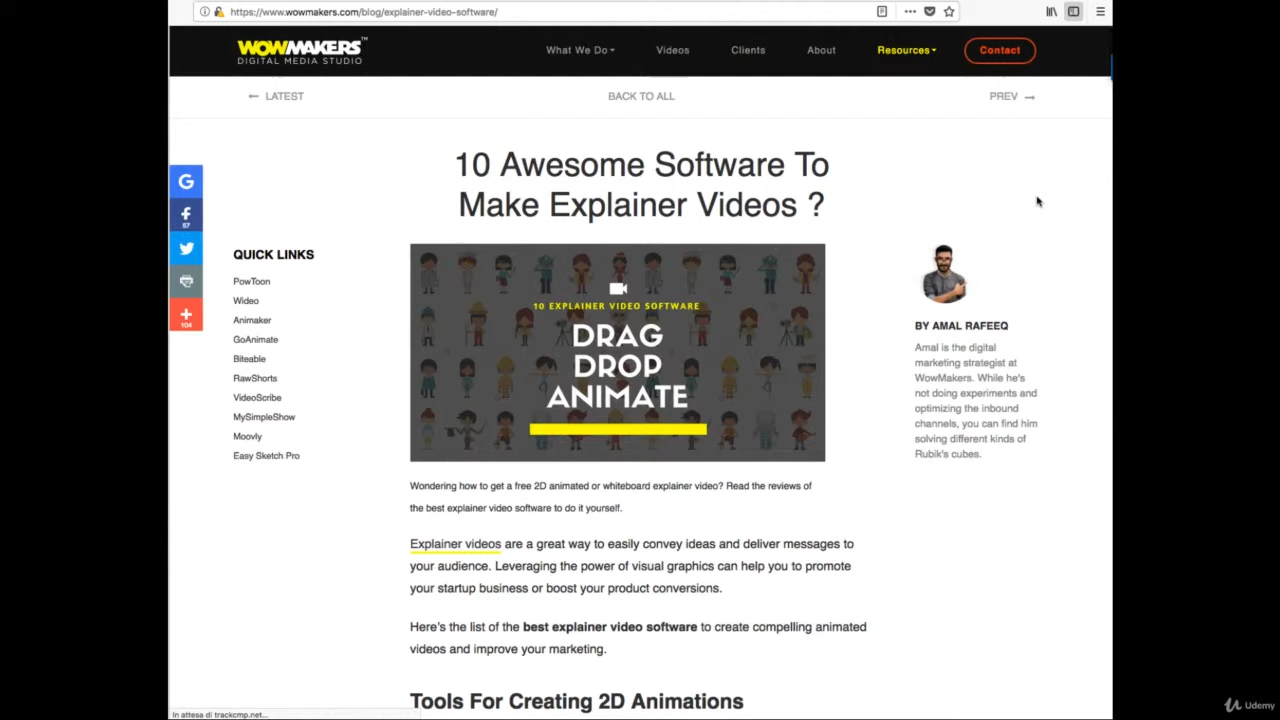 https://www.wowmakers.com/blog/explainer-video-software/
WOWMAKERS™
DIGITAL MEDIA STUDIO
What We Do
Videos
Clients
About
Resources
Contact
← LATEST
BACK TO ALL
PREV →
10 Awesome Software To
Make Explainer Videos ?
57
104
QUICK LINKS
PowToon
Wideo
Animaker
GoAnimate
Biteable
RawShorts
VideoScribe
MySimpleShow
Moovly
Easy Sketch Pro
10 EXPLAINER VIDEO SOFTWARE
DRAG
DROP
ANIMATE
BY AMAL RAFEEQ
Amal is the digital
marketing strategist at
WowMakers. While he's
not doing experiments and
optimizing the inbound
channels, you can find him
solving different kinds of
Rubik's cubes.
Wondering how to get a free 2D animated or whiteboard explainer video? Read the reviews of
the best explainer video software to do it yourself.
Explainer videos are a great way to easily convey ideas and deliver messages to
your audience. Leveraging the power of visual graphics can help you to promote
your startup business or boost your product conversions.
Here's the list of the best explainer video software to create compelling animated
videos and improve your marketing.
Tools For Creating 2D Animations
In attesa di trackcmp.net...
Udemy